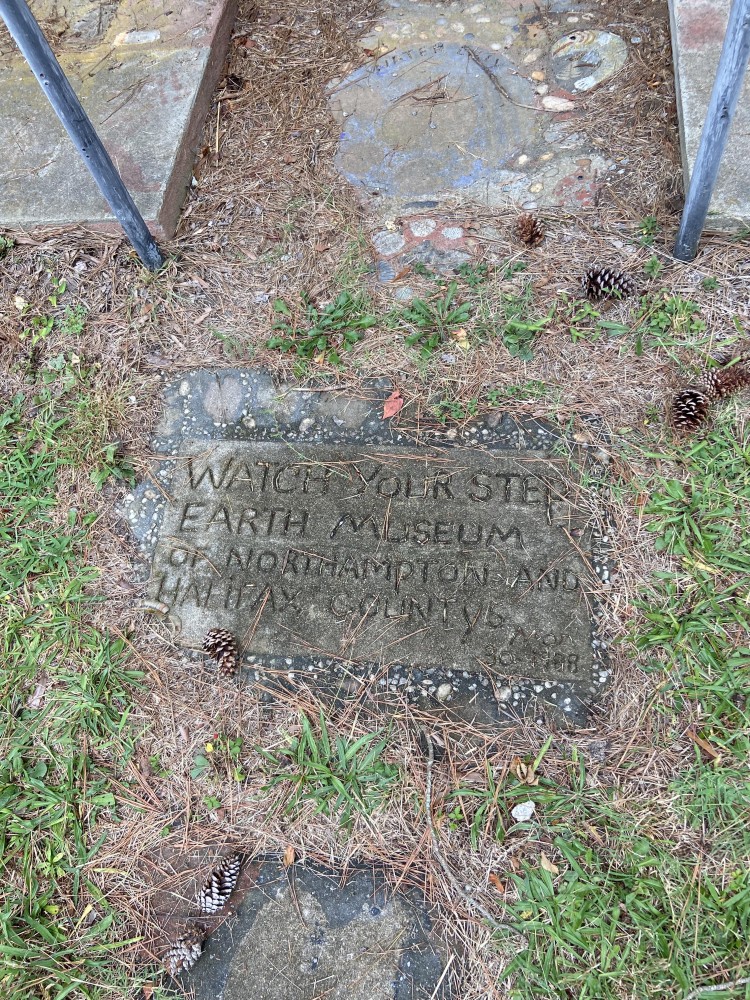 WATCH YOUR STEP
EARTH MUSEUM
OF NORTHAMPTON AND
HALIFAX COUNTYS